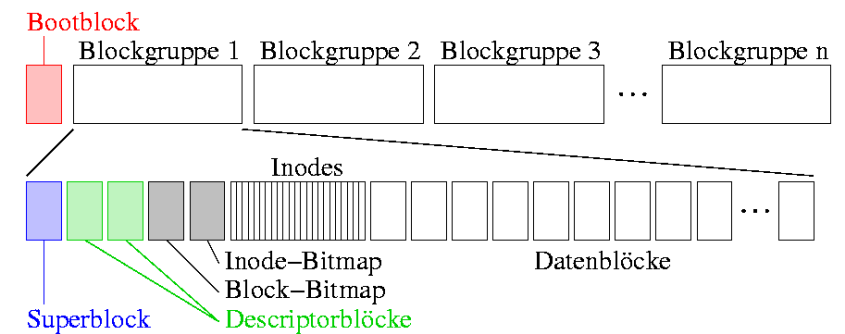 Bootblock
Blockgruppe 1 Blockgruppe 2 Blockgruppe 3 ... Blockgruppe n
Inodes
...
Inode-Bitmap Datenblöcke
Block-Bitmap
Superblock Descriptorblöcke